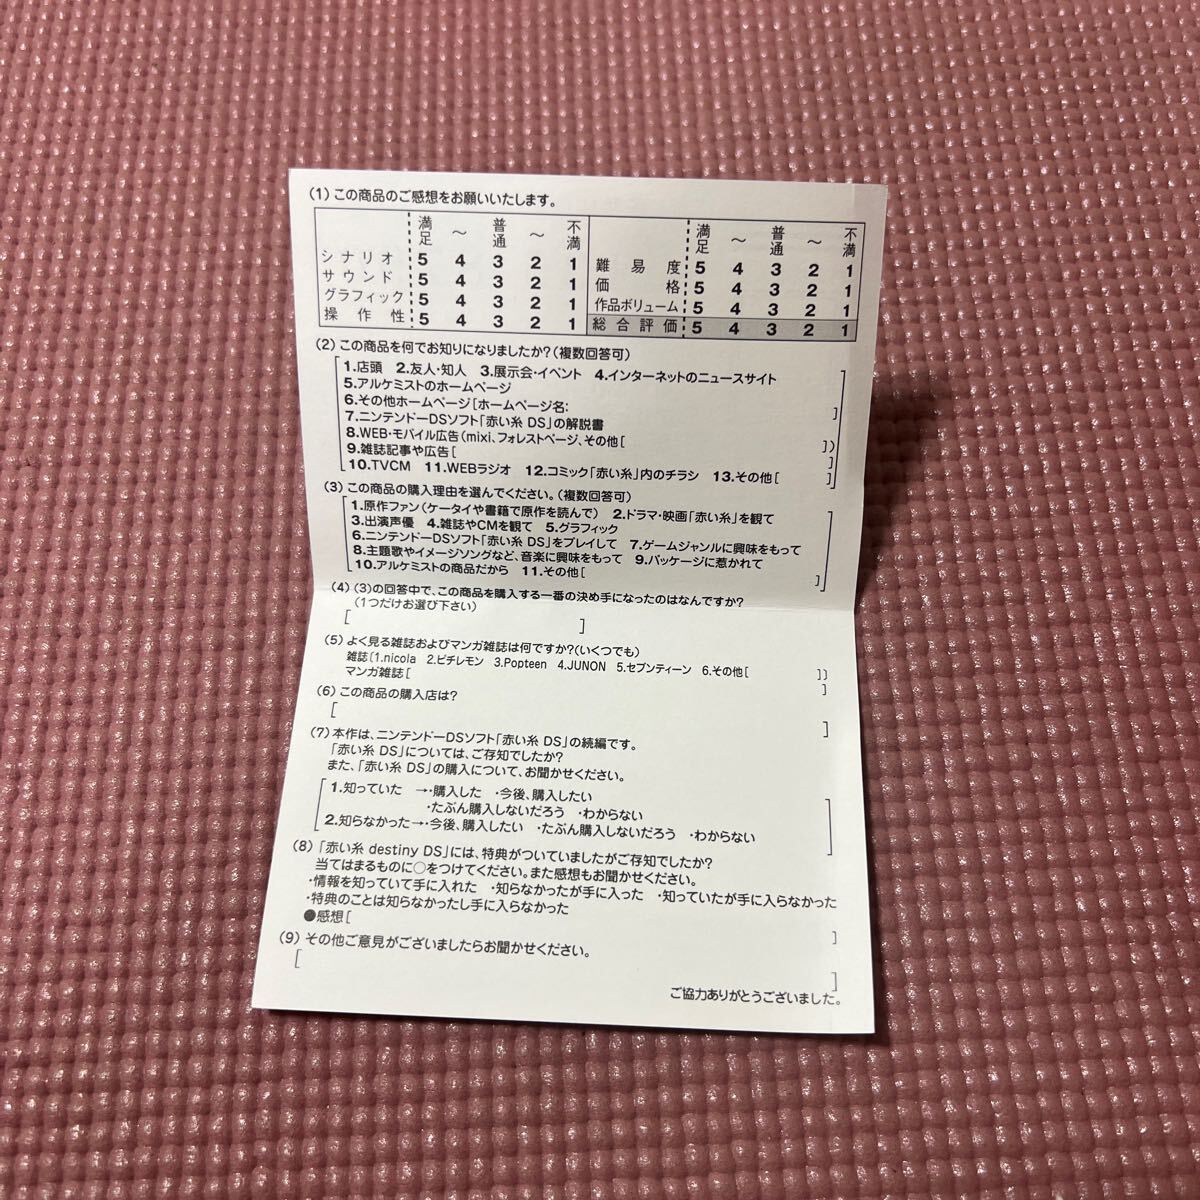 (1) この商品のご感想をお願いいたします。
満足 〜 普通 〜 不満
シナリオ 5 4 3 2 1
サウンド 5 4 3 2 1
グラフィック 5 4 3 2 1
操作性 5 4 3 2 1
満足 〜 普通 〜 不満
難易度 5 4 3 2 1
価格 5 4 3 2 1
作品ボリューム 5 4 3 2 1
総合評価 5 4 3 2 1
(2) この商品を何でお知りになりましたか?(複数回答可)
1.店頭 2.友人・知人 3.展示会・イベント 4.インターネットのニュースサイト
5.アルケミストのホームページ
6.その他ホームページ[ホームページ名: ]
7.ニンテンドーDSソフト「赤い糸 DS」の解説書
8.WEB・モバイル広告(mixi、フォレストページ、その他[ ])
9.雑誌記事や広告[ ]
10.TVCM 11.WEBラジオ 12.コミック「赤い糸」内のチラシ 13.その他[ ]
(3) この商品の購入理由を選んでください。(複数回答可)
1.原作ファン(ケータイや書籍で原作を読んで) 2.ドラマ・映画「赤い糸」を観て
3.出演声優 4.雑誌やCMを観て 5.グラフィック
6.ニンテンドーDSソフト「赤い糸 DS」をプレイして 7.ゲームジャンルに興味をもって
8.主題歌やイメージソングなど、音楽に興味をもって 9.パッケージに惹かれて
10.アルケミストの商品だから 11.その他[ ]
(4) (3)の回答中で、この商品を購入する一番の決め手になったのはなんですか?
(1つだけお選び下さい)
[ ]
(5) よく見る雑誌およびマンガ雑誌は何ですか?(いくつでも)
雑誌[1.nicola 2.ピチレモン 3.Popteen 4.JUNON 5.セブンティーン 6.その他[ ]]
マンガ雑誌[ ]
(6) この商品の購入店は?
[ ]
(7) 本作は、ニンテンドーDSソフト「赤い糸 DS」の続編です。
「赤い糸 DS」については、ご存知でしたか?
また、「赤い糸 DS」の購入について、お聞かせください。
1.知っていた →・購入した ・今後、購入したい
・たぶん購入しないだろう ・わからない
2.知らなかった→・今後、購入したい ・たぶん購入しないだろう ・わからない
(8) 「赤い糸 destiny DS」には、特典がついていましたがご存知でしたか?
当てはまるものに○をつけてください。また感想もお聞かせください。
・情報を知っていて手に入れた ・知らなかったが手に入った ・知っていたが手に入らなかった
・特典のことは知らなかったし手に入らなかった
●感想[ ]
(9) その他ご意見がございましたらお聞かせください。
[ ]
ご協力ありがとうございました。